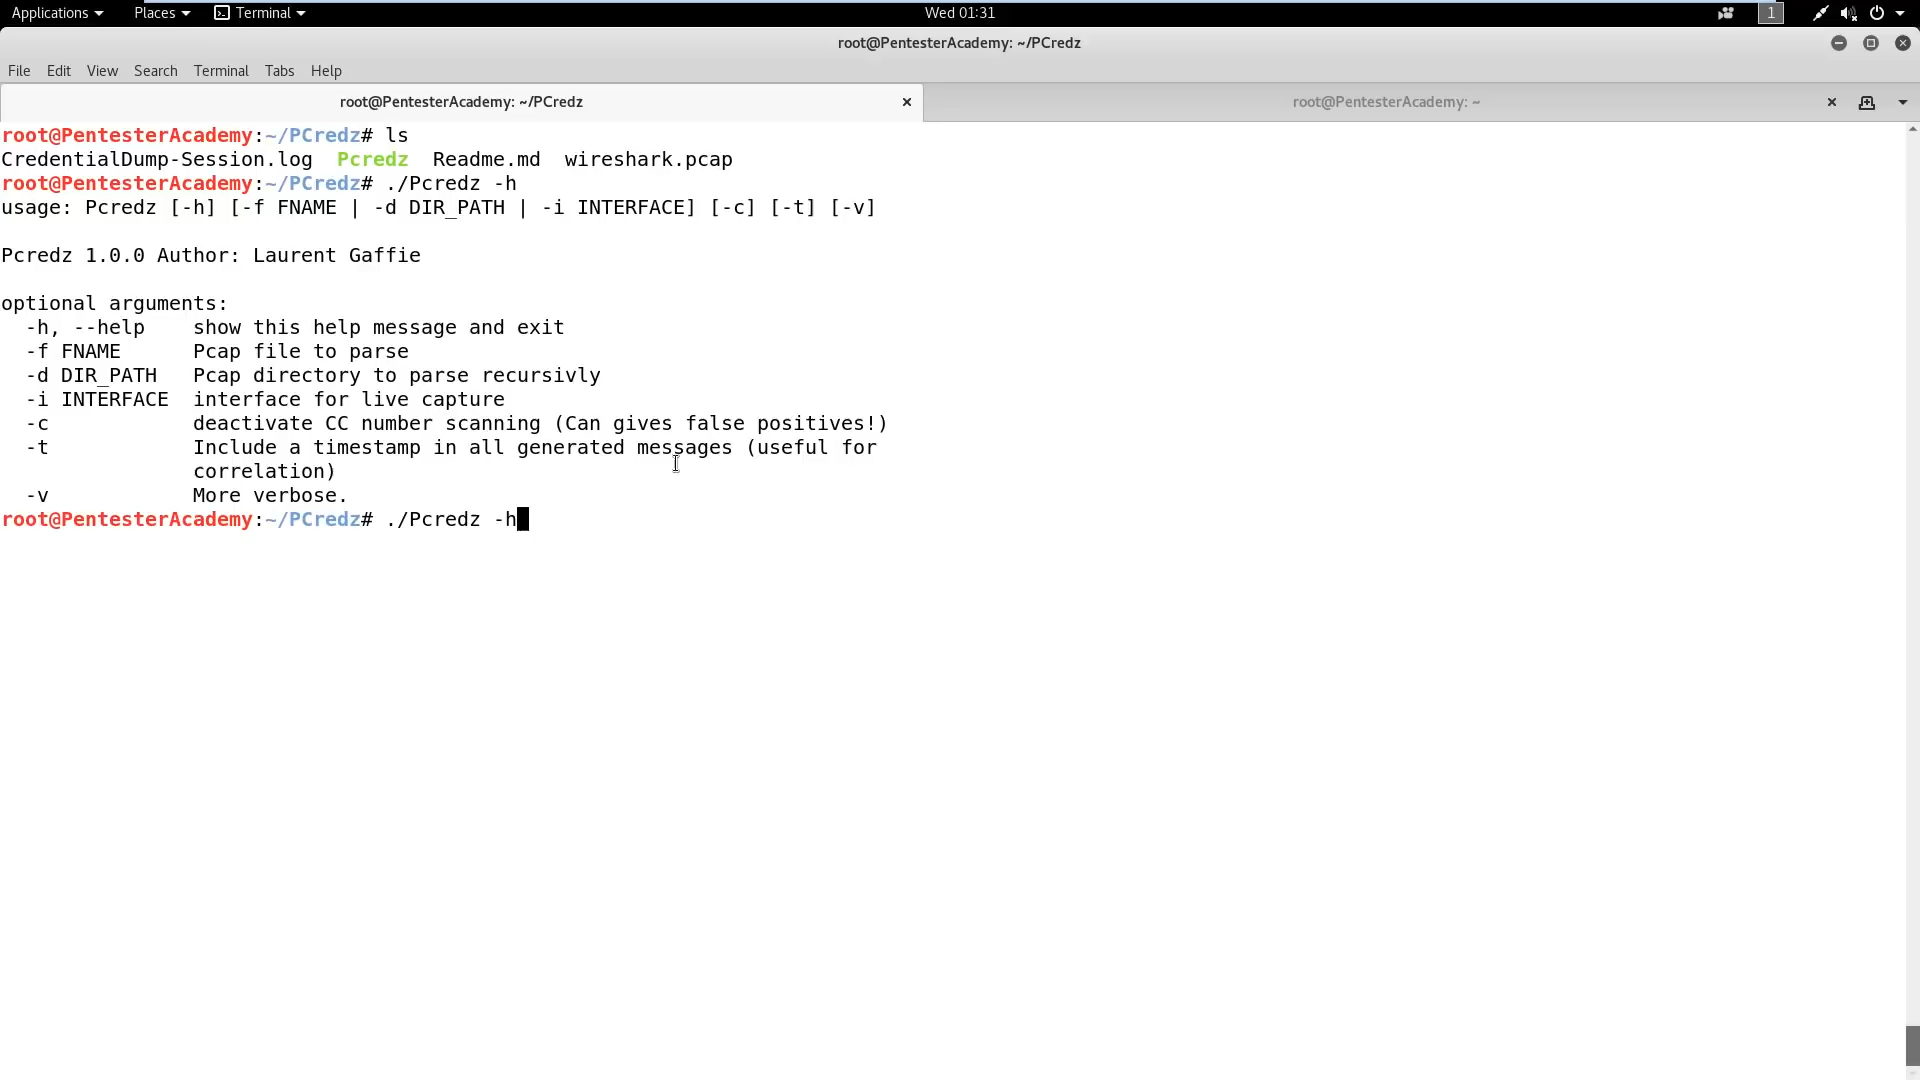 Applications Places Terminal Wed 01:31 1
root@PentesterAcademy: ~/PCredz
File Edit View Search Terminal Tabs Help
root@PentesterAcademy: ~/PCredz root@PentesterAcademy: ~
root@PentesterAcademy:~/PCredz# ls
CredentialDump-Session.log Pcredz Readme.md wireshark.pcap
root@PentesterAcademy:~/PCredz# ./Pcredz -h
usage: Pcredz [-h] [-f FNAME | -d DIR_PATH | -i INTERFACE] [-c] [-t] [-v]
Pcredz 1.0.0 Author: Laurent Gaffie
optional arguments:
-h, --help show this help message and exit
-f FNAME Pcap file to parse
-d DIR_PATH Pcap directory to parse recursivly
-i INTERFACE interface for live capture
-c deactivate CC number scanning (Can gives false positives!)
-t Include a timestamp in all generated messages (useful for
correlation)
-v More verbose.
root@PentesterAcademy:~/PCredz# ./Pcredz -h